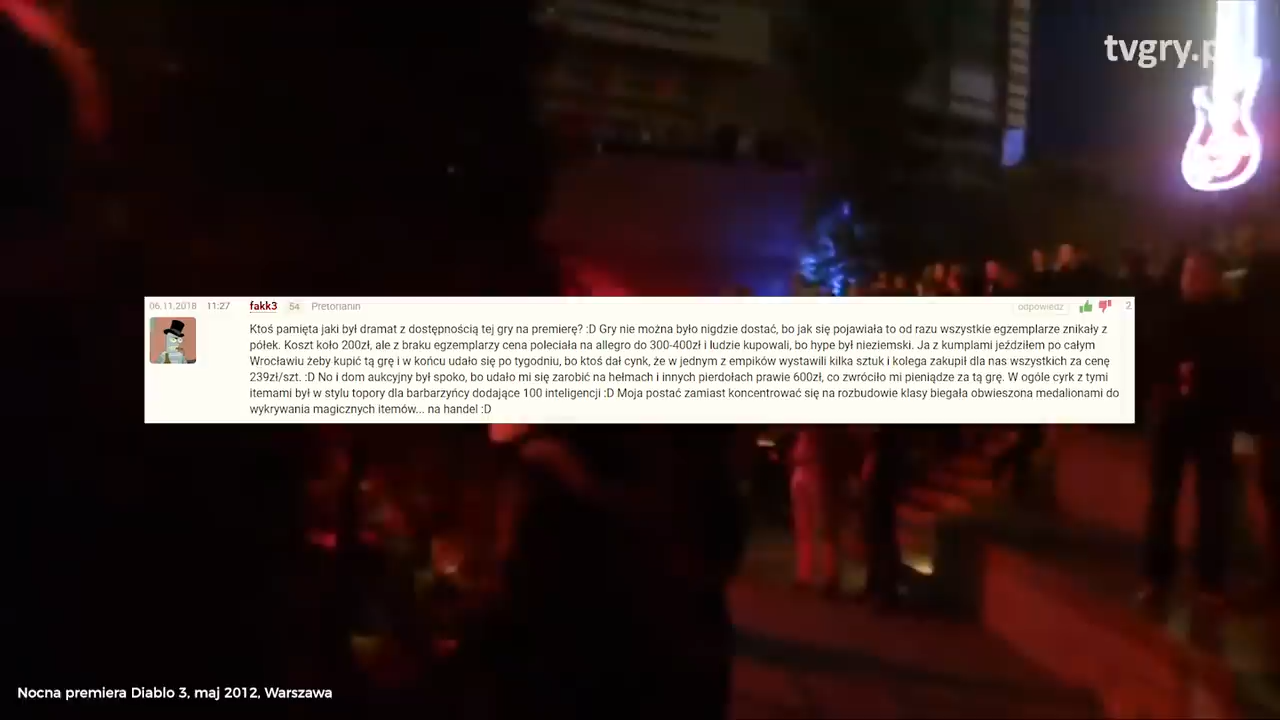 tvgry.p
06.11.2018 11:27 fakk3 54 Pretorianin odpowiedz 2
Ktoś pamięta jaki był dramat z dostępnością tej gry na premierę? :D Gry nie można było nigdzie dostać, bo jak się pojawiała to od razu wszystkie egzemplarze znikały z
półek. Koszt koło 200zł, ale z braku egzemplarzy cena poleciała na allegro do 300-400zł i ludzie kupowali, bo hype był nieziemski. Ja z kumplami jeździłem po całym
Wrocławiu żeby kupić tą grę i w końcu udało się po tygodniu, bo ktoś dał cynk, że w jednym z empików wystawili kilka sztuk i kolega zakupił dla nas wszystkich za cenę
239zł/szt. :D No i dom aukcyjny był spoko, bo udało mi się zarobić na hełmach i innych pierdołach prawie 600zł, co zwróciło mi pieniądze za tą grę. W ogóle cyrk z tymi
itemami był w stylu topory dla barbarzyńcy dodające 100 inteligencji :D Moja postać zamiast koncentrować się na rozbudowie klasy biegała obwieszona medalionami do
wykrywania magicznych itemów... na handel :D
Nocna premiera Diablo 3, maj 2012, Warszawa